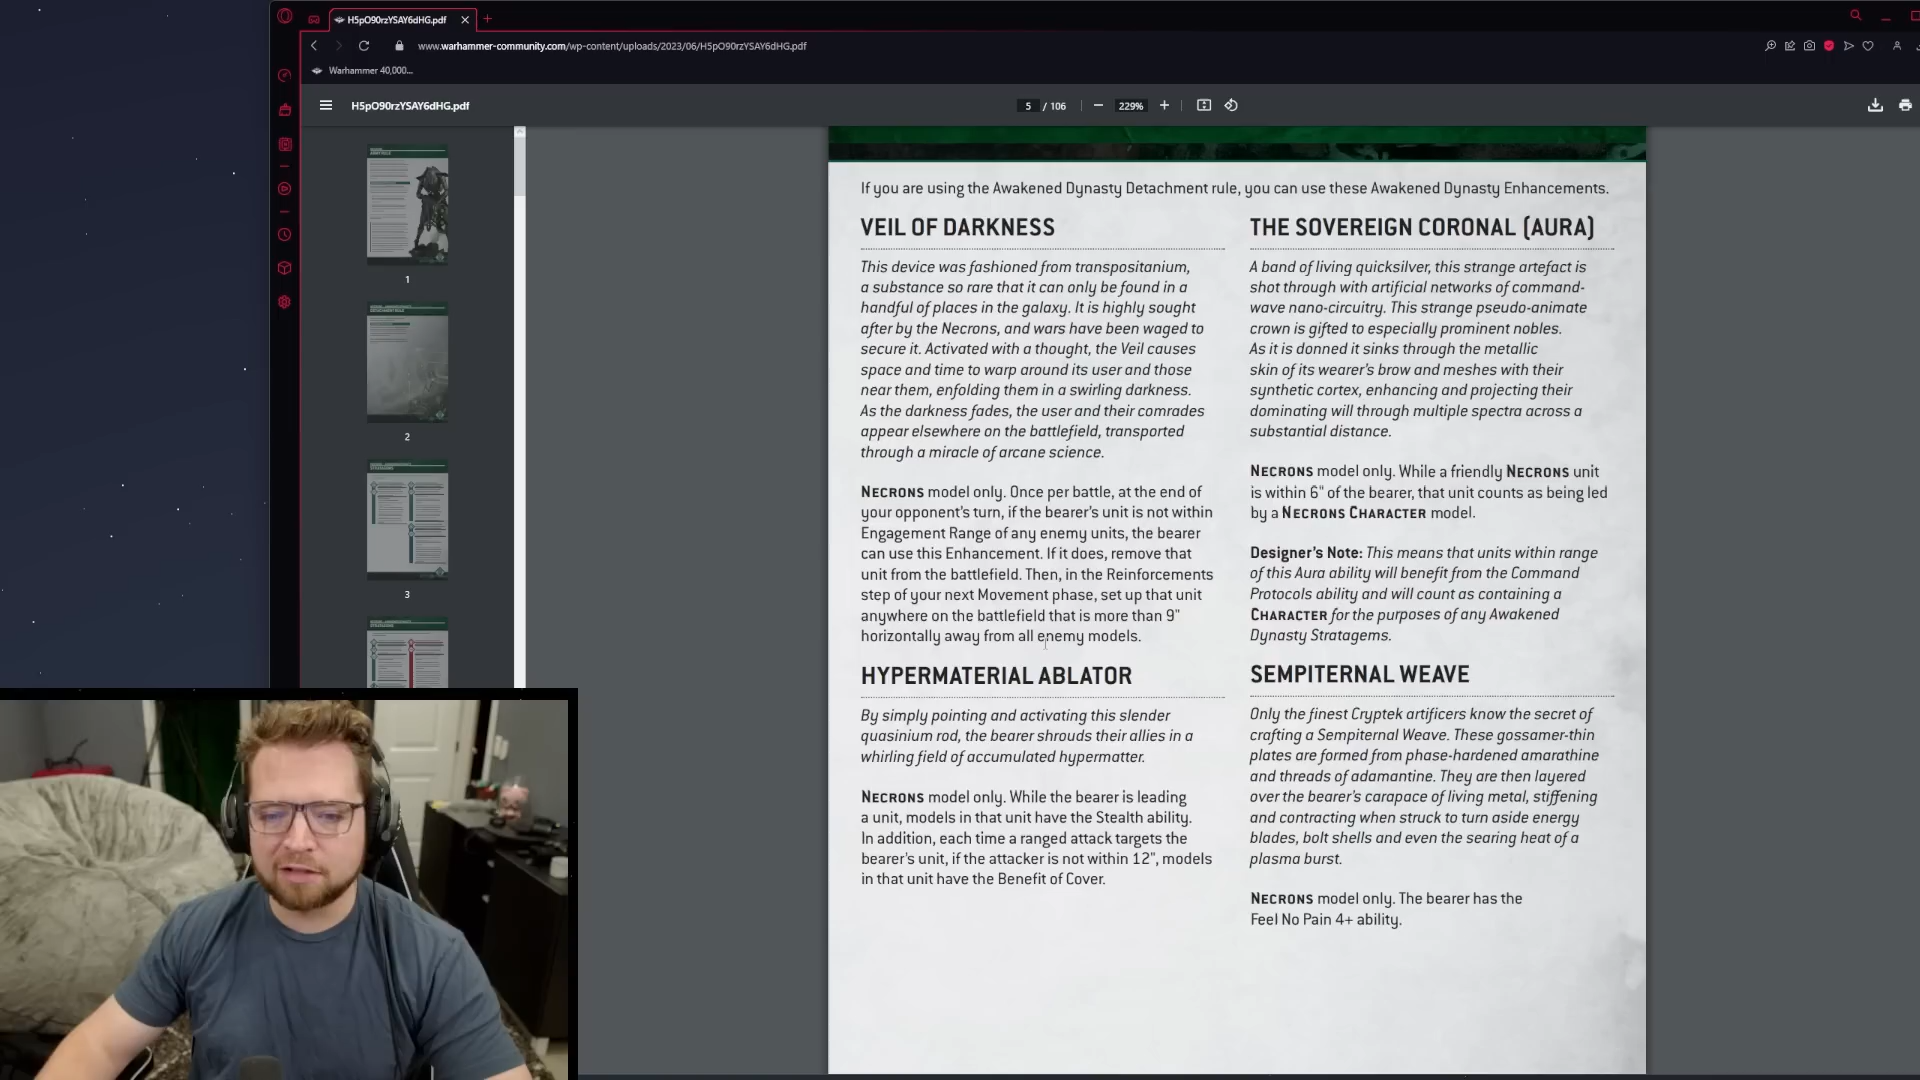 H5pO90rzYSAY6dHG.pdf
www.warhammer-community.com/wp-content/uploads/2023/06/H5pO90rzYSAY6dHG.pdf
Warhammer 40,000...
H5pO90rzYSAY6dHG.pdf
5 / 106
229%
1
2
3
If you are using the Awakened Dynasty Detachment rule, you can use these Awakened Dynasty Enhancements.
VEIL OF DARKNESS
This device was fashioned from transpositanium,
a substance so rare that it can only be found in a
handful of places in the galaxy. It is highly sought
after by the Necrons, and wars have been waged to
secure it. Activated with a thought, the Veil causes
space and time to warp around its user and those
near them, enfolding them in a swirling darkness.
As the darkness fades, the user and their comrades
appear elsewhere on the battlefield, transported
through a miracle of arcane science.
NECRONS model only. Once per battle, at the end of
your opponent's turn, if the bearer's unit is not within
Engagement Range of any enemy units, the bearer
can use this Enhancement. If it does, remove that
unit from the battlefield. Then, in the Reinforcements
step of your next Movement phase, set up that unit
anywhere on the battlefield that is more than 9"
horizontally away from all enemy models.
HYPERMATERIAL ABLATOR
By simply pointing and activating this slender
quasinium rod, the bearer shrouds their allies in a
whirling field of accumulated hypermatter.
NECRONS model only. While the bearer is leading
a unit, models in that unit have the Stealth ability.
In addition, each time a ranged attack targets the
bearer's unit, if the attacker is not within 12", models
in that unit have the Benefit of Cover.
THE SOVEREIGN CORONAL (AURA)
A band of living quicksilver, this strange artefact is
shot through with artificial networks of command-
wave nano-circuitry. This strange pseudo-animate
crown is gifted to especially prominent nobles.
As it is donned it sinks through the metallic
skin of its wearer's brow and meshes with their
synthetic cortex, enhancing and projecting their
dominating will through multiple spectra across a
substantial distance.
NECRONS model only. While a friendly NECRONS unit
is within 6" of the bearer, that unit counts as being led
by a NECRONS CHARACTER model.
Designer's Note: This means that units within range
of this Aura ability will benefit from the Command
Protocols ability and will count as containing a
CHARACTER for the purposes of any Awakened
Dynasty Stratagems.
SEMPITERNAL WEAVE
Only the finest Cryptek artificers know the secret of
crafting a Sempiternal Weave. These gossamer-thin
plates are formed from phase-hardened amarathine
and threads of adamantine. They are then layered
over the bearer's carapace of living metal, stiffening
and contracting when struck to turn aside energy
blades, bolt shells and even the searing heat of a
plasma burst.
NECRONS model only. The bearer has the
Feel No Pain 4+ ability.